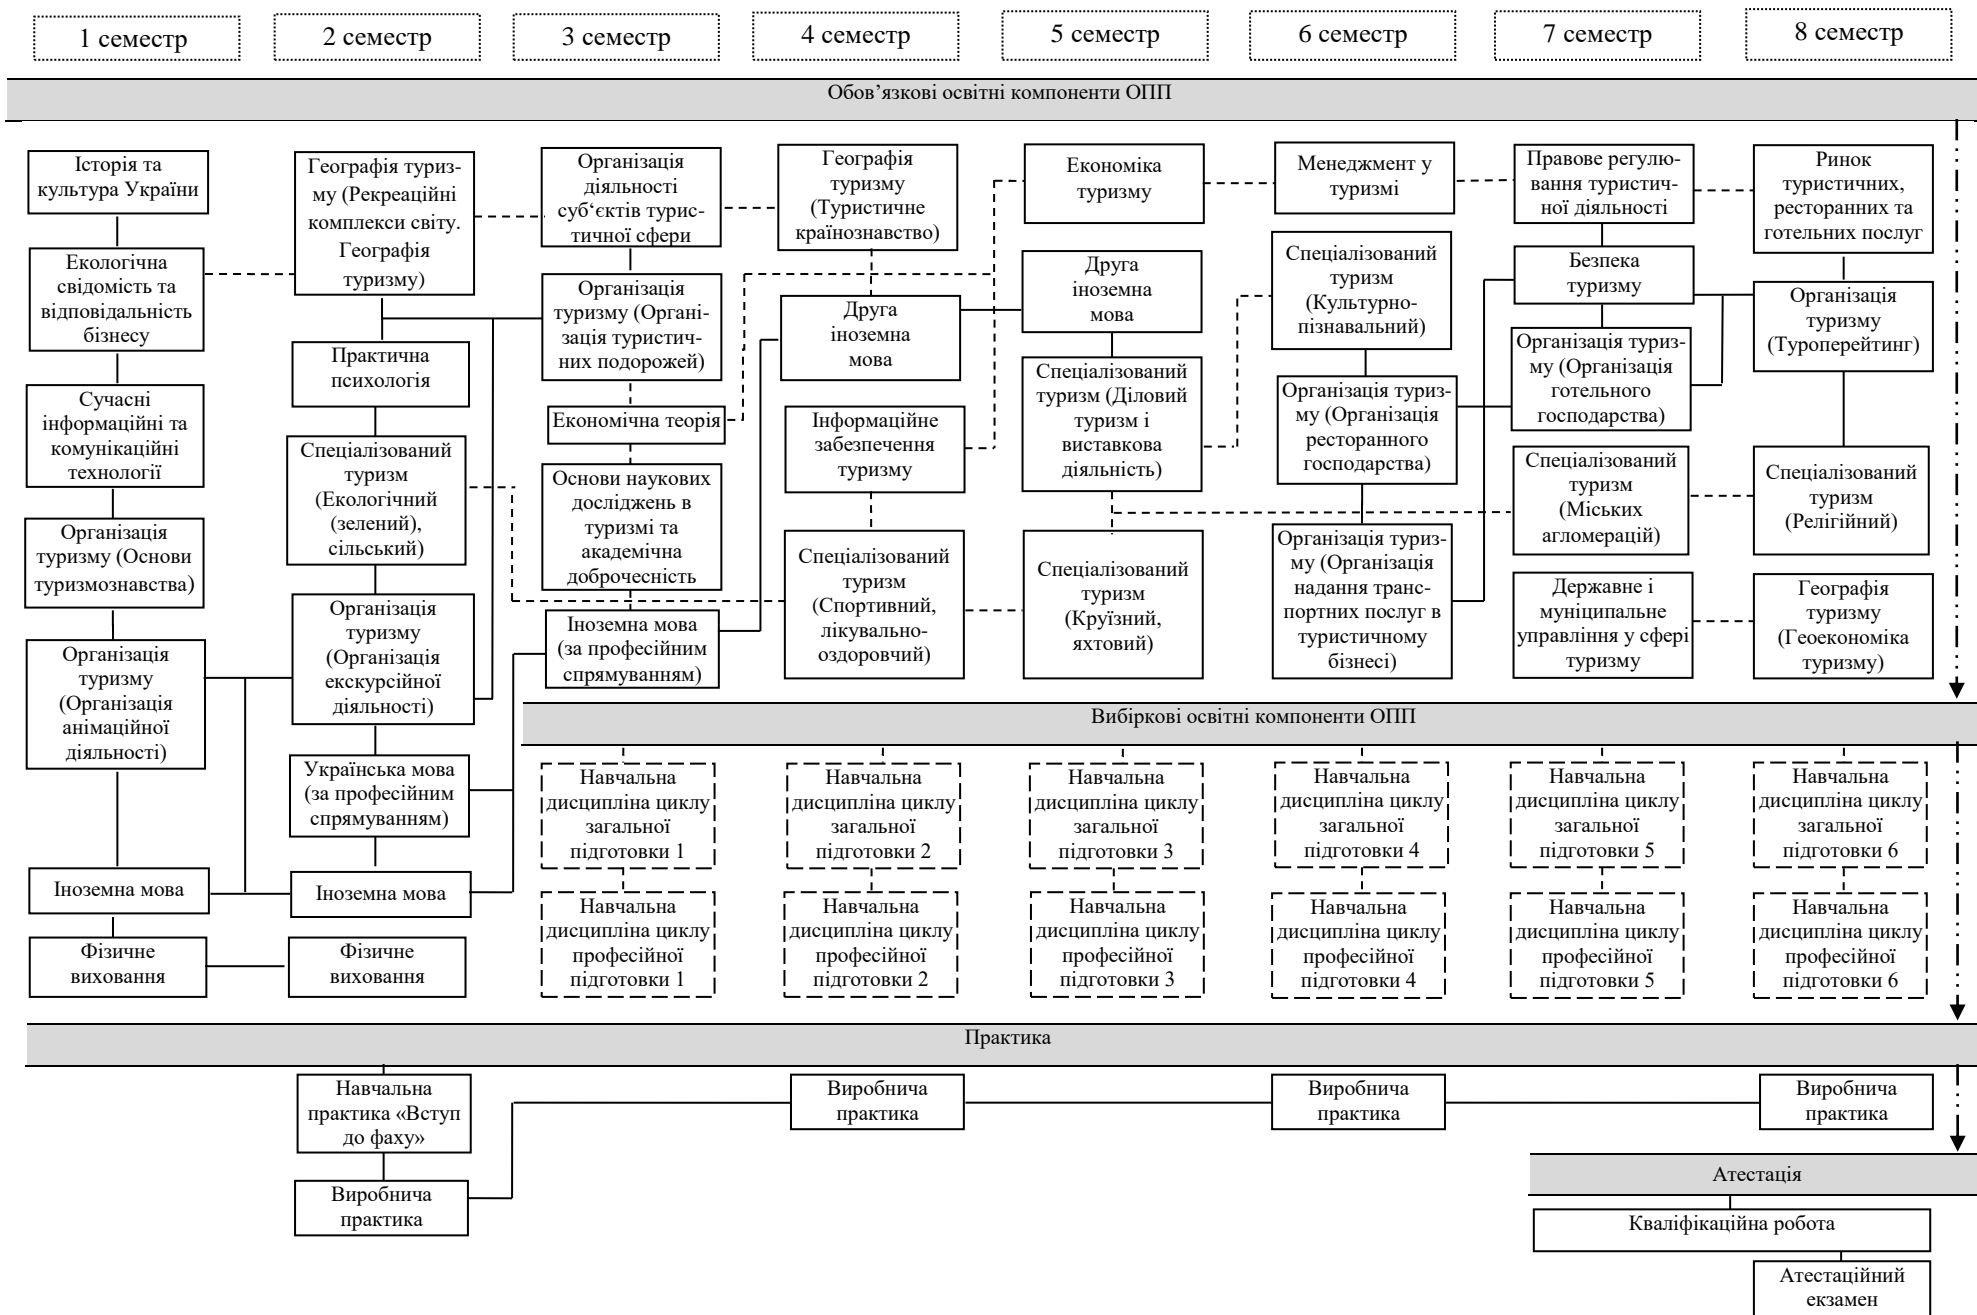 1 семестр
2 семестр
3 семестр
4 семестр
5 семестр
6 семестр
7 семестр
8 семестр
Обов’язкові освітні компоненти ОПП
Історія та
культура України
Екологічна
свідомість та
відповідальність
бізнесу
Сучасні
інформаційні та
комунікаційні
технології
Організація
туризму (Основи
туризмознавства)
Організація
туризму
(Організація
анімаційної
діяльності)
Іноземна мова
Фізичне
виховання
Географія туриз-
му (Рекреаційні
комплекси світу.
Географія
туризму)
Практична
психологія
Спеціалізований
туризм
(Екологічний
(зелений),
сільський)
Організація
туризму
(Організація
екскурсійної
діяльності)
Українська мова
(за професійним
спрямуванням)
Іноземна мова
Фізичне
виховання
Організація
діяльності
суб‘єктів турис-
тичної сфери
Організація
туризму (Органі-
зація туристич-
них подорожей)
Економічна теорія
Основи наукових
досліджень в
туризмі та
академічна
доброчесність
Іноземна мова
(за професійним
спрямуванням)
Географія
туризму
(Туристичне
країнознавство)
Друга
іноземна
мова
Інформаційне
забезпечення
туризму
Спеціалізований
туризм
(Спортивний,
лікувально-
оздоровчий)
Економіка
туризму
Друга
іноземна
мова
Спеціалізований
туризм (Діловий
туризм і
виставкова
діяльність)
Спеціалізований
туризм
(Круїзний,
яхтовий)
Менеджмент у
туризмі
Спеціалізований
туризм
(Культурно-
пізнавальний)
Організація туриз-
му (Організація
ресторанного
господарства)
Організація туриз-
му (Організація
надання транс-
портних послуг в
туристичному
бізнесі)
Правове регулю-
вання туристич-
ної діяльності
Безпека
туризму
Організація туриз-
му (Організація
готельного
господарства)
Спеціалізований
туризм
(Міських
агломерацій)
Державне і
муніципальне
управління у сфері
туризму
Ринок
туристичних,
ресторанних та
готельних послуг
Організація
туризму
(Туроперейтинг)
Спеціалізований
туризм
(Релігійний)
Географія
туризму
(Геоекономіка
туризму)
Вибіркові освітні компоненти ОПП
Навчальна
дисципліна циклу
загальної
підготовки 1
Навчальна
дисципліна циклу
загальної
підготовки 2
Навчальна
дисципліна циклу
загальної
підготовки 3
Навчальна
дисципліна циклу
загальної
підготовки 4
Навчальна
дисципліна циклу
загальної
підготовки 5
Навчальна
дисципліна циклу
загальної
підготовки 6
Навчальна
дисципліна циклу
професійної
підготовки 1
Навчальна
дисципліна циклу
професійної
підготовки 2
Навчальна
дисципліна циклу
професійної
підготовки 3
Навчальна
дисципліна циклу
професійної
підготовки 4
Навчальна
дисципліна циклу
професійної
підготовки 5
Навчальна
дисципліна циклу
професійної
підготовки 6
Практика
Навчальна
практика «Вступ
до фаху»
Виробнича
практика
Виробнича
практика
Виробнича
практика
Виробнича
практика
Атестація
Кваліфікаційна робота
Атестаційний
екзамен